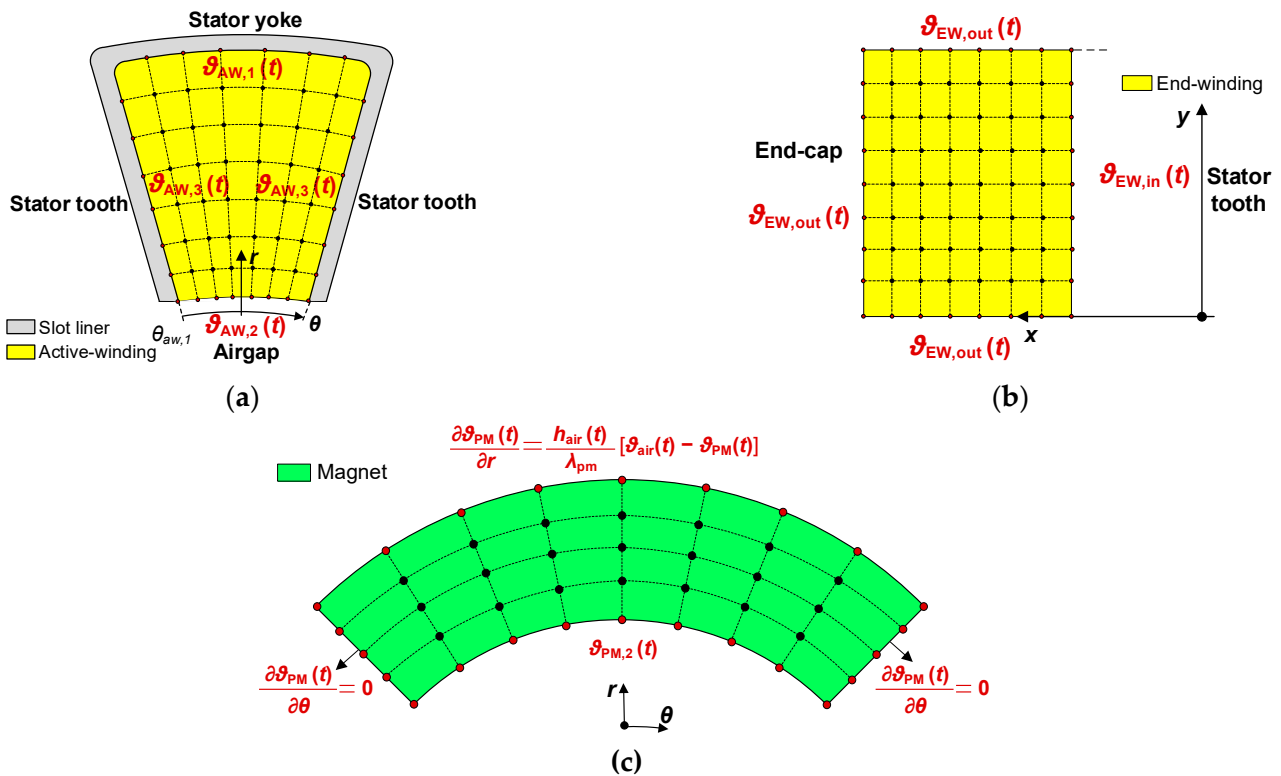 Stator yoke
ϑAW,1(t)
ϑAW,3(t) ϑAW,3(t)
Stator tooth
Stator tooth
r
θaw,1
ϑAW,2(t)
θ
Airgap
Slot liner
Active-winding
(a)
ϑEW,out(t)
End-winding
y
End-cap
ϑEW,in(t)
Stator
tooth
ϑEW,out(t)
x
ϑEW,out(t)
(b)
∂ϑPM(t)/∂r = hair(t)/λpm [ϑair(t) − ϑPM(t)]
Magnet
ϑPM,2(t)
∂ϑPM(t)/∂θ = 0
∂ϑPM(t)/∂θ = 0
r
θ
(c)